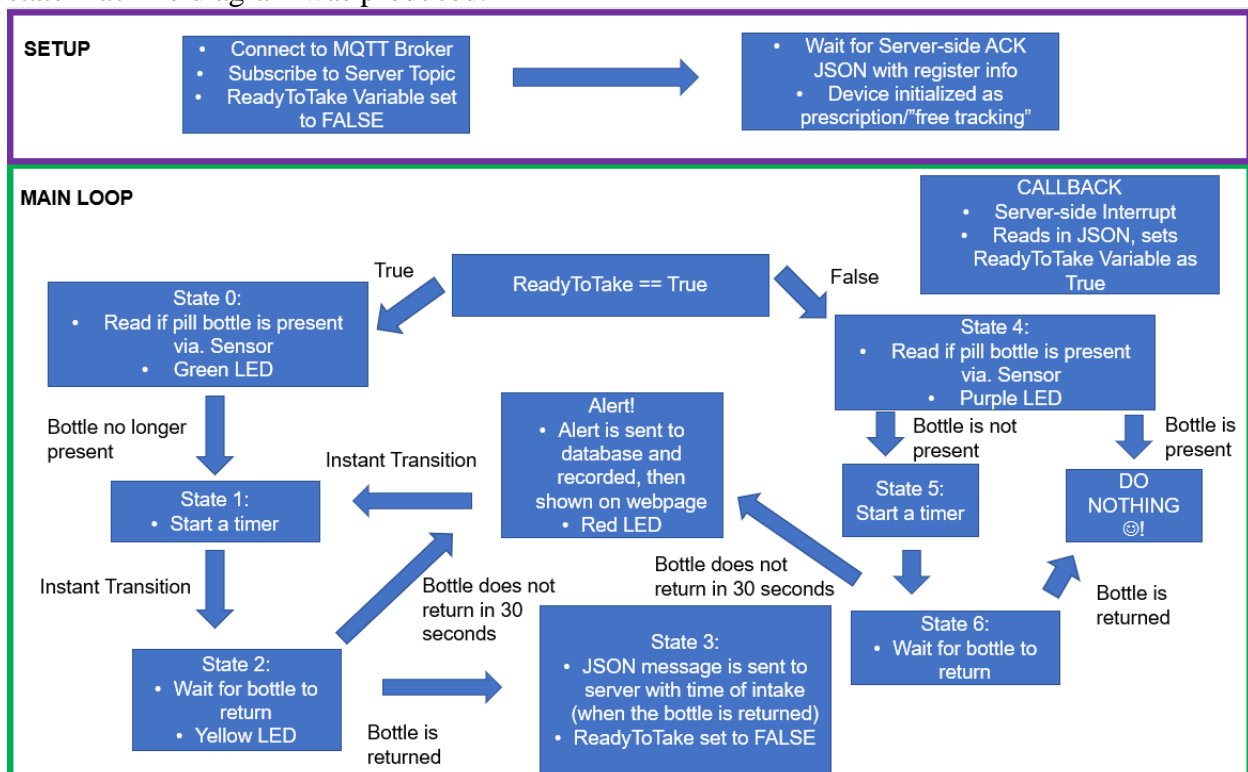 state machine diagram was produced.
SETUP
• Connect to MQTT Broker
• Subscribe to Server Topic
• ReadyToTake Variable set
to FALSE
• Wait for Server-side ACK
JSON with register info
• Device initialized as
prescription/"free tracking"
MAIN LOOP
CALLBACK
• Server-side Interrupt
• Reads in JSON, sets
ReadyToTake Variable as
True
True
ReadyToTake == True
False
State 0:
• Read if pill bottle is present
via. Sensor
• Green LED
State 4:
• Read if pill bottle is present
via. Sensor
• Purple LED
Bottle no longer
present
Instant Transition
Alert!
• Alert is sent to
database and
recorded, then
shown on webpage
• Red LED
Bottle is not
present
Bottle is
present
State 1:
• Start a timer
State 5:
Start a timer
DO
NOTHING
☺!
Instant Transition
Bottle does not
return in 30
seconds
Bottle does not
return in 30 seconds
Bottle is
returned
State 2:
• Wait for bottle to
return
• Yellow LED
Bottle is
returned
State 3:
• JSON message is sent to
server with time of intake
(when the bottle is returned)
• ReadyToTake set to FALSE
State 6:
• Wait for bottle to
return